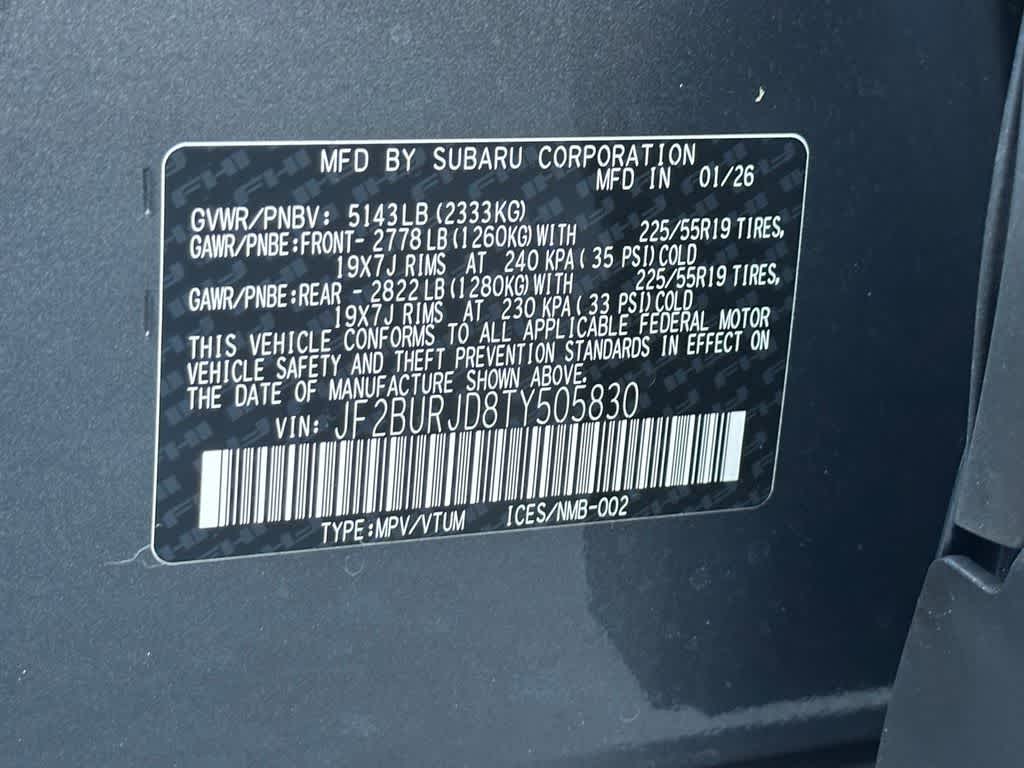 MFD BY SUBARU CORPORATION
MFD IN 01/26
GVWR/PNBV: 5143LB (2333KG)
GAWR/PNBE:FRONT- 2778 LB (1260KG) WITH 225/55R19 TIRES,
19X7J RIMS AT 240 KPA ( 35 PSI) COLD
GAWR/PNBE:REAR - 2822 LB (1280KG) WITH 225/55R19 TIRES,
19X7J RIMS AT 230 KPA ( 33 PSI) COLD
THIS VEHICLE CONFORMS TO ALL APPLICABLE FEDERAL MOTOR
VEHICLE SAFETY AND THEFT PREVENTION STANDARDS IN EFFECT ON
THE DATE OF MANUFACTURE SHOWN ABOVE.
VIN: JF2BURJD8TY505830
TYPE:MPV/VTUM ICES/NMB-002